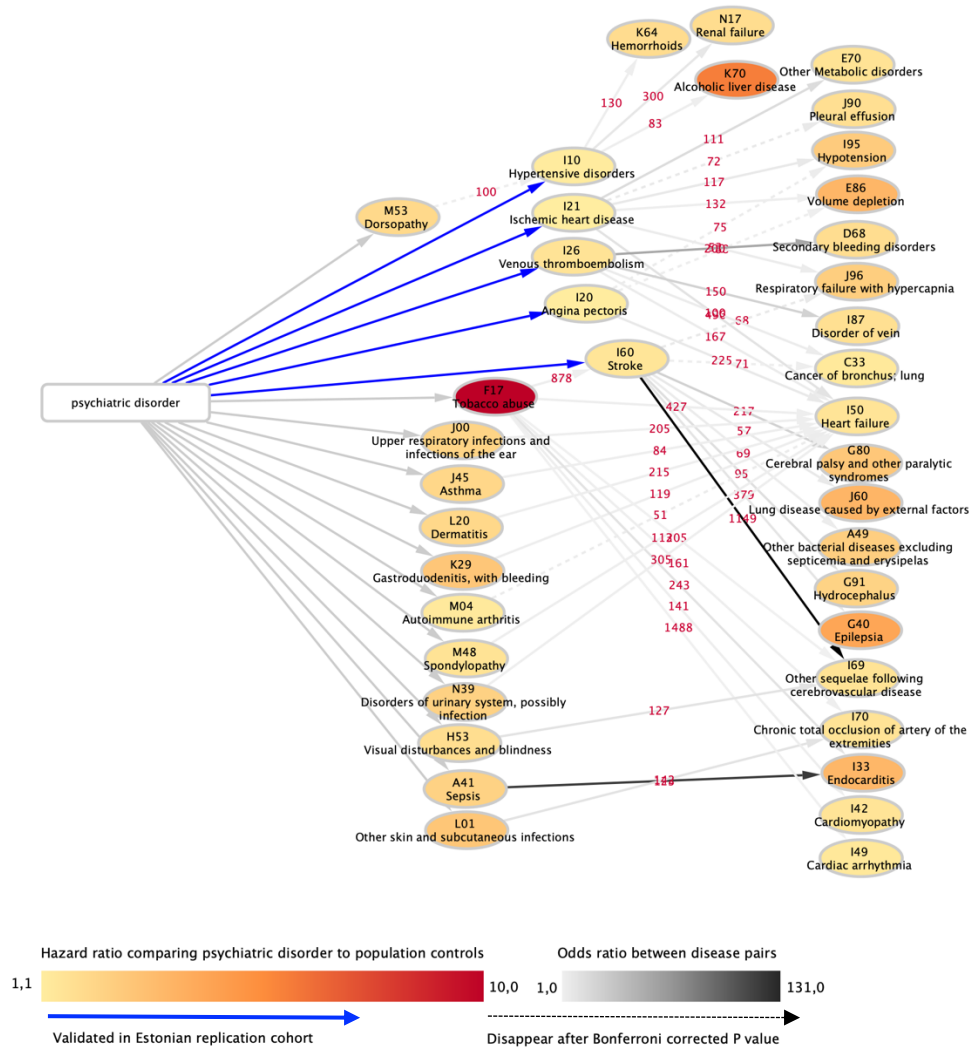 K64
Hemorrhoids
N17
Renal failure
K70
Alcoholic liver disease
E70
Other Metabolic disorders
J90
Pleural effusion
I95
Hypotension
E86
Volume depletion
D68
Secondary bleeding disorders
J96
Respiratory failure with hypercapnia
I87
Disorder of vein
C33
Cancer of bronchus; lung
I50
Heart failure
G80
Cerebral palsy and other paralytic
syndromes
J60
Lung disease caused by external factors
A49
Other bacterial diseases excluding
septicemia and erysipelas
G91
Hydrocephalus
G40
Epilepsia
I69
Other sequelae following
cerebrovascular disease
I70
Chronic total occlusion of artery of the
extremities
I33
Endocarditis
I42
Cardiomyopathy
I49
Cardiac arrhythmia
I10
Hypertensive disorders
I21
Ischemic heart disease
I26
Venous thromboembolism
I20
Angina pectoris
I60
Stroke
M53
Dorsopathy
psychiatric disorder
F17
Tobacco abuse
J00
Upper respiratory infections and
infections of the ear
J45
Asthma
L20
Dermatitis
K29
Gastroduodenitis, with bleeding
M04
Autoimmune arthritis
M48
Spondylopathy
N39
Disorders of urinary system, possibly
infection
H53
Visual disturbances and blindness
A41
Sepsis
L01
Other skin and subcutaneous infections
130
300
83
100
111
72
117
132
75
150
167
225
71
878
427
217
205
57
84
69
215
95
119
379
51
1149
305
161
243
141
1488
127
Hazard ratio comparing psychiatric disorder to population controls
1,1
10,0
Validated in Estonian replication cohort
Odds ratio between disease pairs
1,0
131,0
Disappear after Bonferroni corrected P value